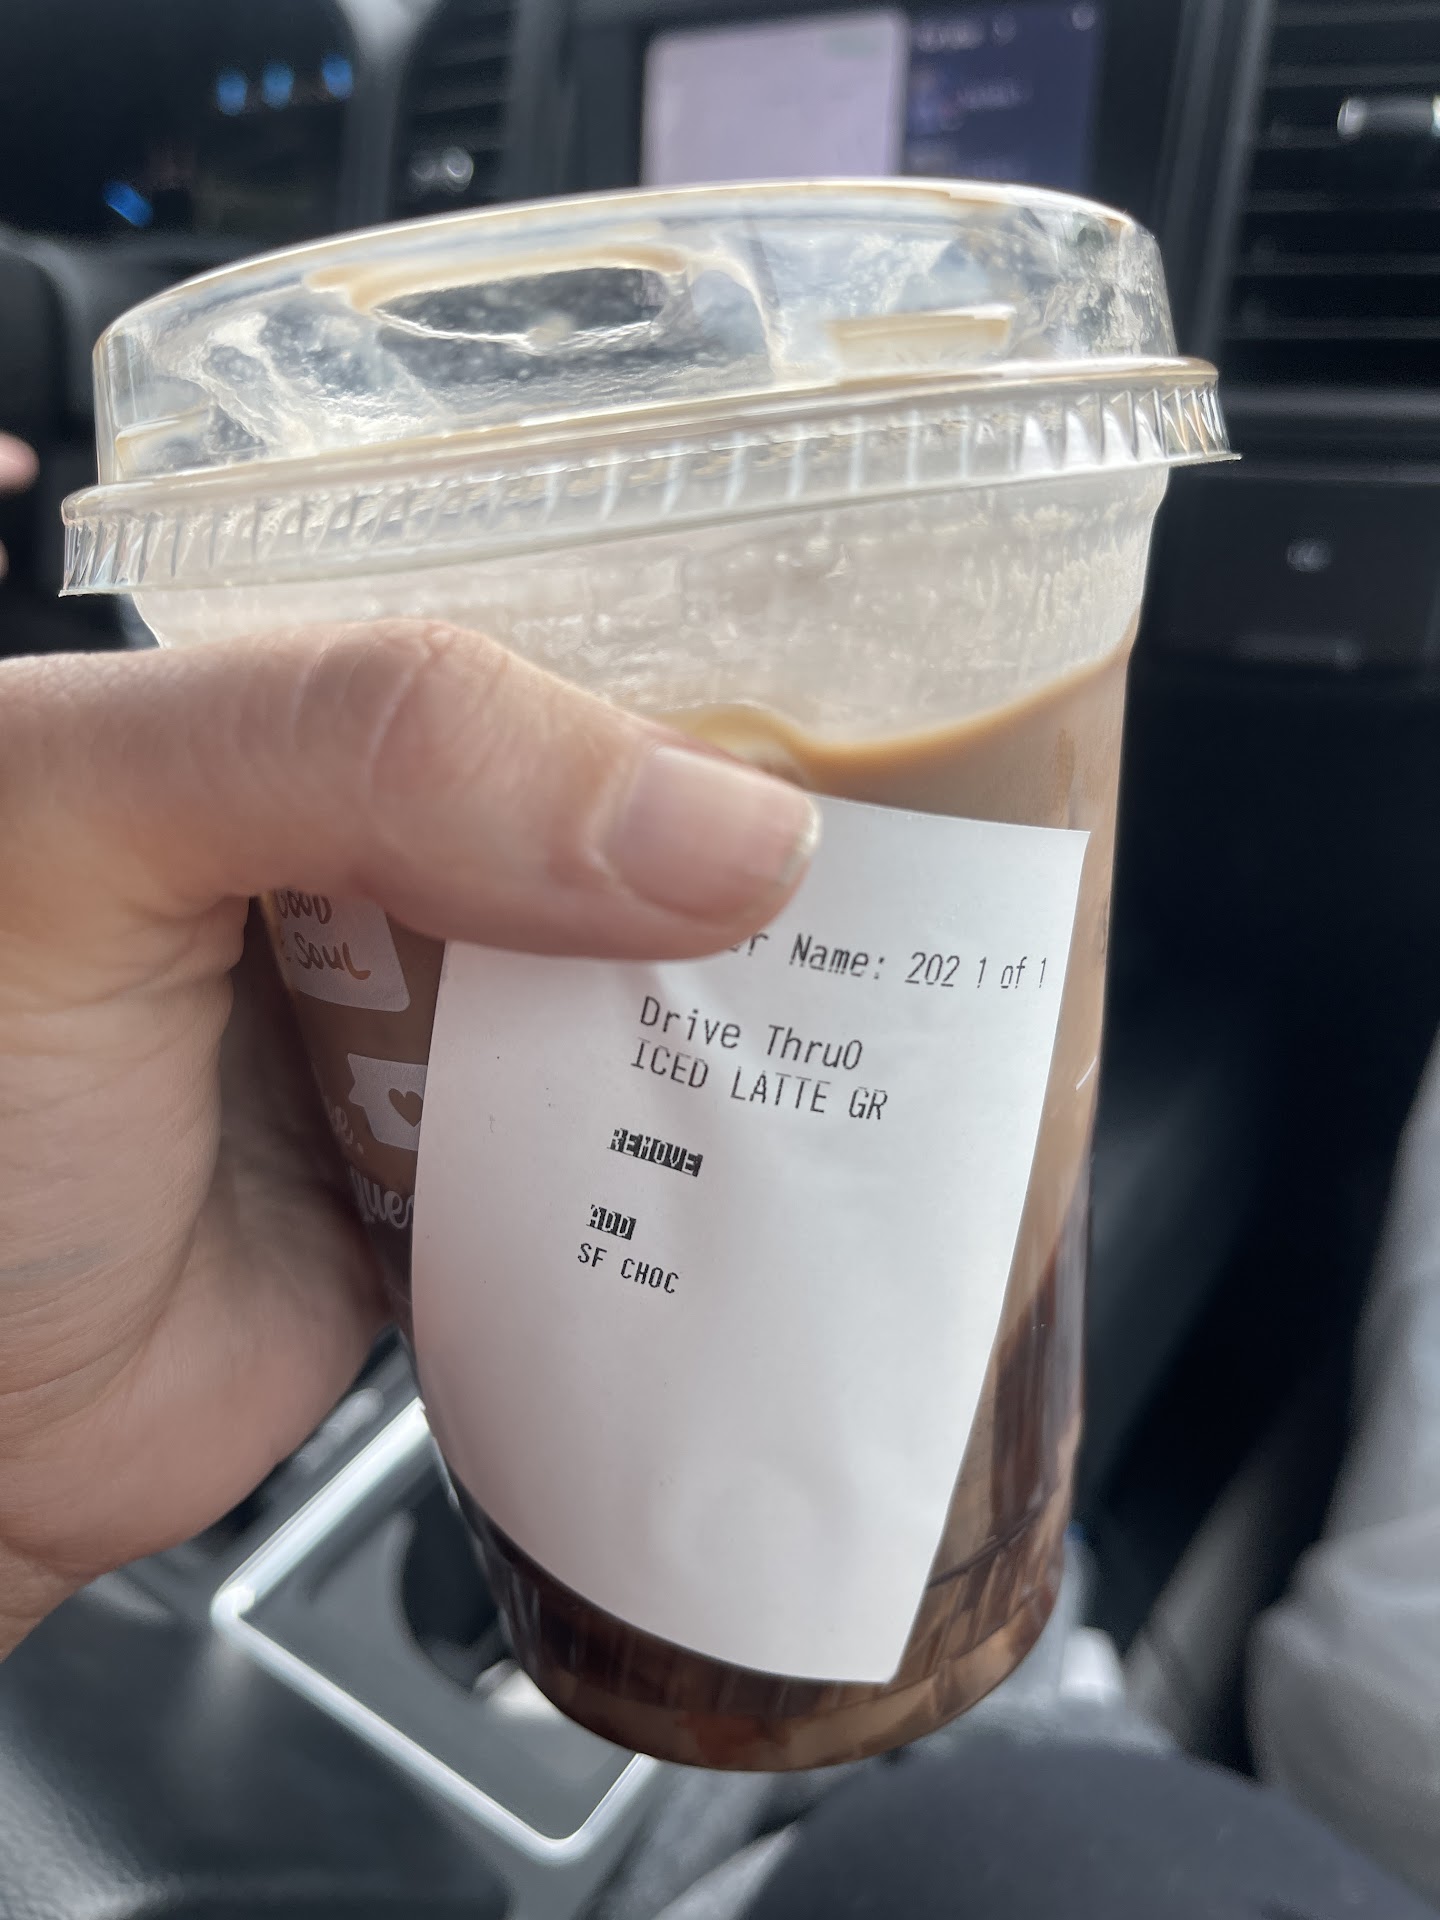 SOUL
Name: 202 1 of 1
Drive Thru0
ICED LATTE GR
REMOVE
ADD
SF CHOC